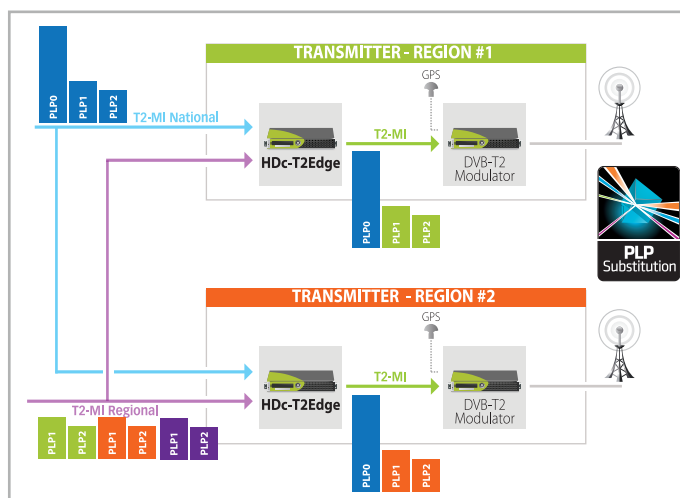 TRANSMITTER - REGION #1
PLP0
PLP1
PLP2
T2-MI National
GPS
HDc-T2Edge
T2-MI
DVB-T2
Modulator
PLP0
PLP1
PLP2
PLP
Substitution
TRANSMITTER - REGION #2
GPS
HDc-T2Edge
T2-MI
DVB-T2
Modulator
T2-MI Regional
PLP1
PLP2
PLP1
PLP2
PLP1
PLP2
PLP0
PLP1
PLP2